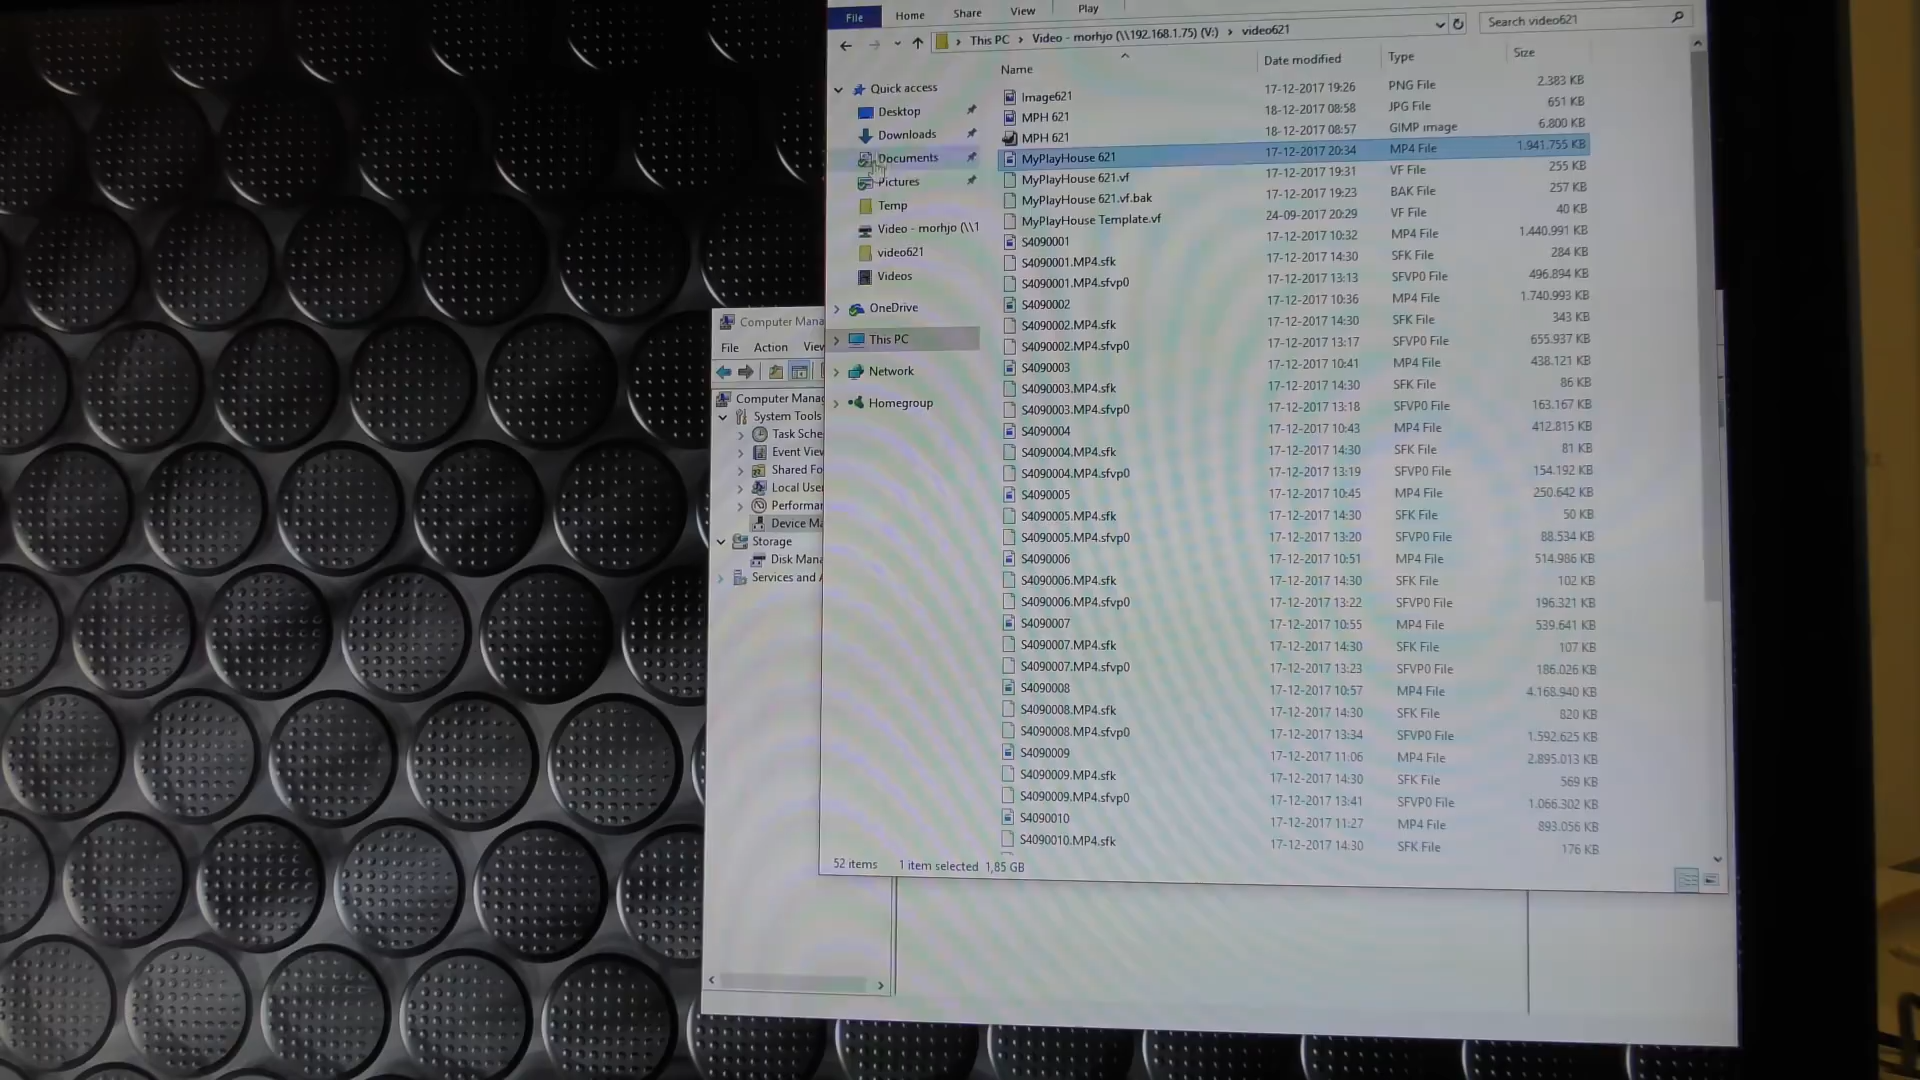 File Home Share View Play
This PC > Video - morhjo (\\192.168.1.75) (V:) > video621 Search video621
Name Date modified Type Size
Quick access
Desktop
Downloads
Documents
Pictures
Temp
Video - morhjo (\\1
video621
Videos
OneDrive
This PC
Network
Homegroup
Image621 17-12-2017 19:26 PNG File 2.383 KB
MPH 621 18-12-2017 08:58 JPG File 651 KB
MPH 621 18-12-2017 08:57 GIMP image 6.800 KB
MyPlayHouse 621 17-12-2017 20:34 MP4 File 1.941.755 KB
MyPlayHouse 621.vf 17-12-2017 19:31 VF File 255 KB
MyPlayHouse 621.vf.bak 17-12-2017 19:23 BAK File 257 KB
MyPlayHouse Template.vf 24-09-2017 20:29 VF File 40 KB
S4090001 17-12-2017 10:32 MP4 File 1.440.991 KB
S4090001.MP4.sfk 17-12-2017 14:30 SFK File 284 KB
S4090001.MP4.sfvp0 17-12-2017 13:13 SFVP0 File 496.894 KB
S4090002 17-12-2017 10:36 MP4 File 1.740.993 KB
S4090002.MP4.sfk 17-12-2017 14:30 SFK File 343 KB
S4090002.MP4.sfvp0 17-12-2017 13:17 SFVP0 File 655.937 KB
S4090003 17-12-2017 10:41 MP4 File 438.121 KB
S4090003.MP4.sfk 17-12-2017 14:30 SFK File 86 KB
S4090003.MP4.sfvp0 17-12-2017 13:18 SFVP0 File 163.167 KB
S4090004 17-12-2017 10:43 MP4 File 412.815 KB
S4090004.MP4.sfk 17-12-2017 14:30 SFK File 81 KB
S4090004.MP4.sfvp0 17-12-2017 13:19 SFVP0 File 154.192 KB
S4090005 17-12-2017 10:45 MP4 File 250.642 KB
S4090005.MP4.sfk 17-12-2017 14:30 SFK File 50 KB
S4090005.MP4.sfvp0 17-12-2017 13:20 SFVP0 File 88.534 KB
S4090006 17-12-2017 10:51 MP4 File 514.986 KB
S4090006.MP4.sfk 17-12-2017 14:30 SFK File 102 KB
S4090006.MP4.sfvp0 17-12-2017 13:22 SFVP0 File 196.321 KB
S4090007 17-12-2017 10:55 MP4 File 539.641 KB
S4090007.MP4.sfk 17-12-2017 14:30 SFK File 107 KB
S4090007.MP4.sfvp0 17-12-2017 13:23 SFVP0 File 186.026 KB
S4090008 17-12-2017 10:57 MP4 File 4.168.940 KB
S4090008.MP4.sfk 17-12-2017 14:30 SFK File 820 KB
S4090008.MP4.sfvp0 17-12-2017 13:34 SFVP0 File 1.592.625 KB
S4090009 17-12-2017 11:06 MP4 File 2.895.013 KB
S4090009.MP4.sfk 17-12-2017 14:30 SFK File 569 KB
S4090009.MP4.sfvp0 17-12-2017 13:41 SFVP0 File 1.066.302 KB
S4090010 17-12-2017 11:27 MP4 File 893.056 KB
S4090010.MP4.sfk 17-12-2017 14:30 SFK File 176 KB
52 items 1 item selected 1,85 GB
Computer Mana
File Action View
Computer Manag
System Tools
Task Sche
Event View
Shared Fo
Local User
Performan
Device Ma
Storage
Disk Mana
Services and A